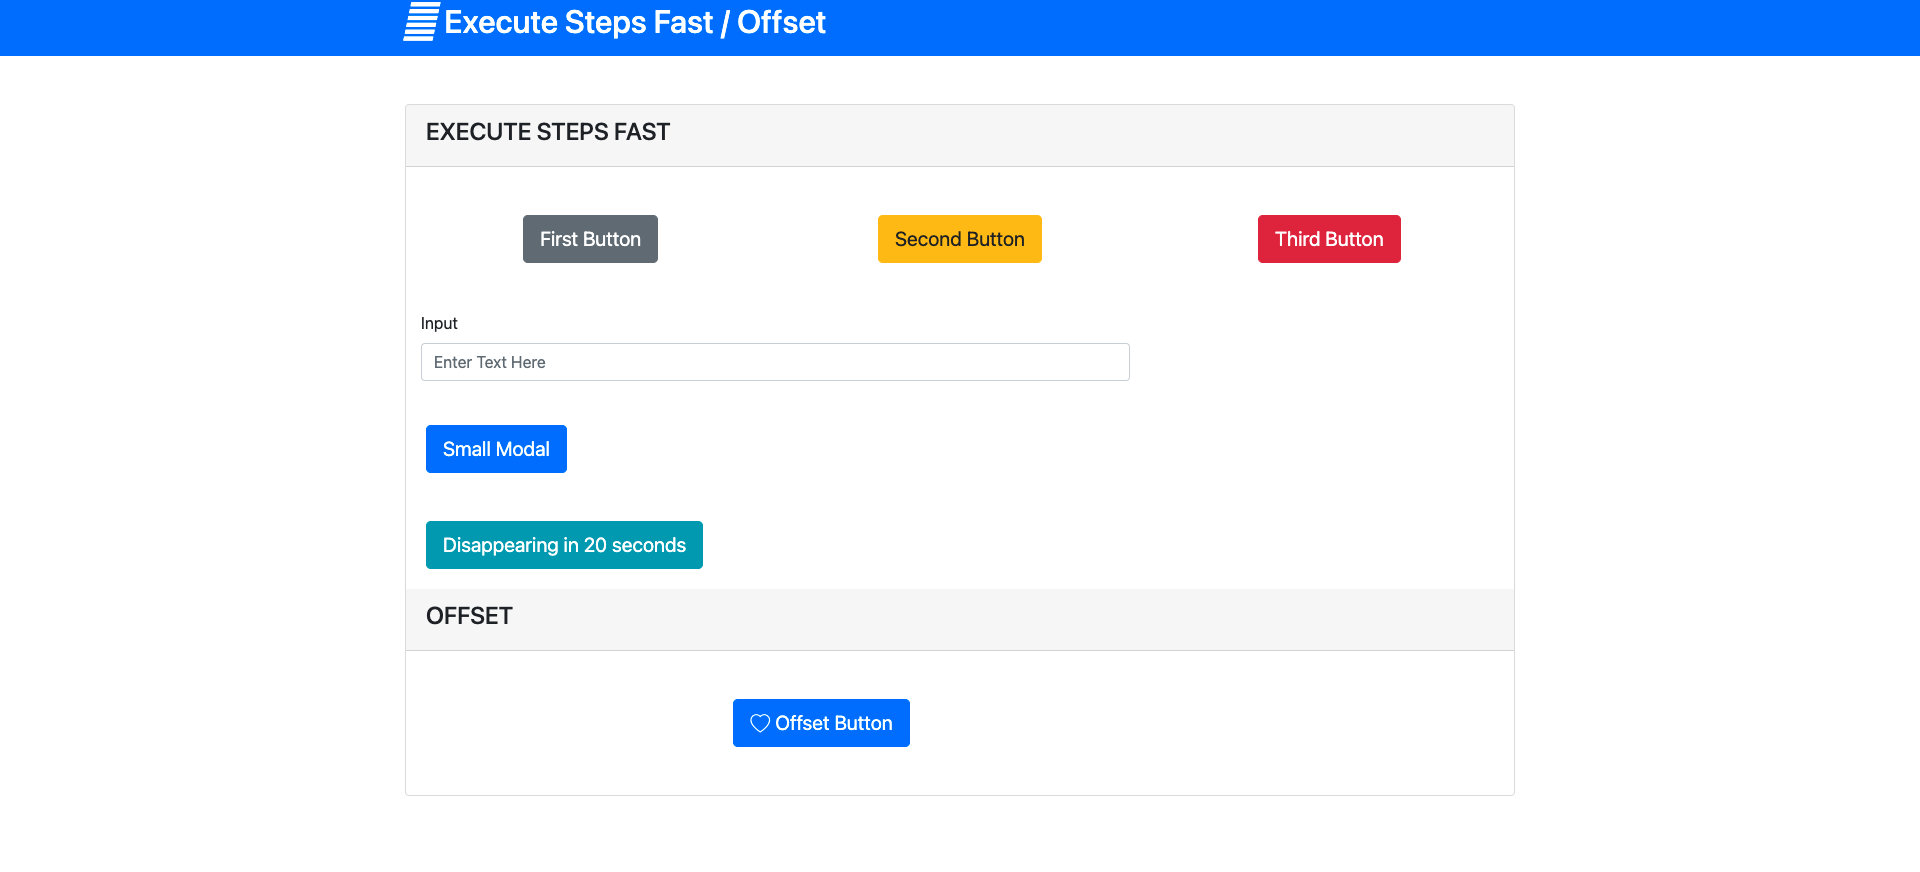 Execute Steps Fast / Offset
EXECUTE STEPS FAST
First Button
Second Button
Third Button
Input
Enter Text Here
Small Modal
Disappearing in 20 seconds
OFFSET
Offset Button